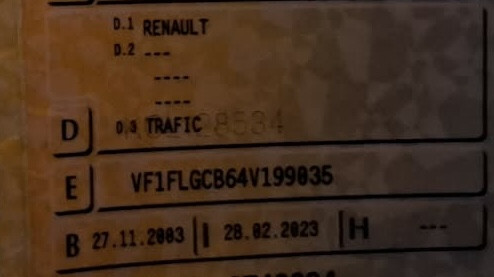 D.1 RENAULT
D.2 ---
----
----
D D.3 TRAFIC
E VF1FLGCB64V199035
B 27.11.2003 I 28.02.2023 H ---